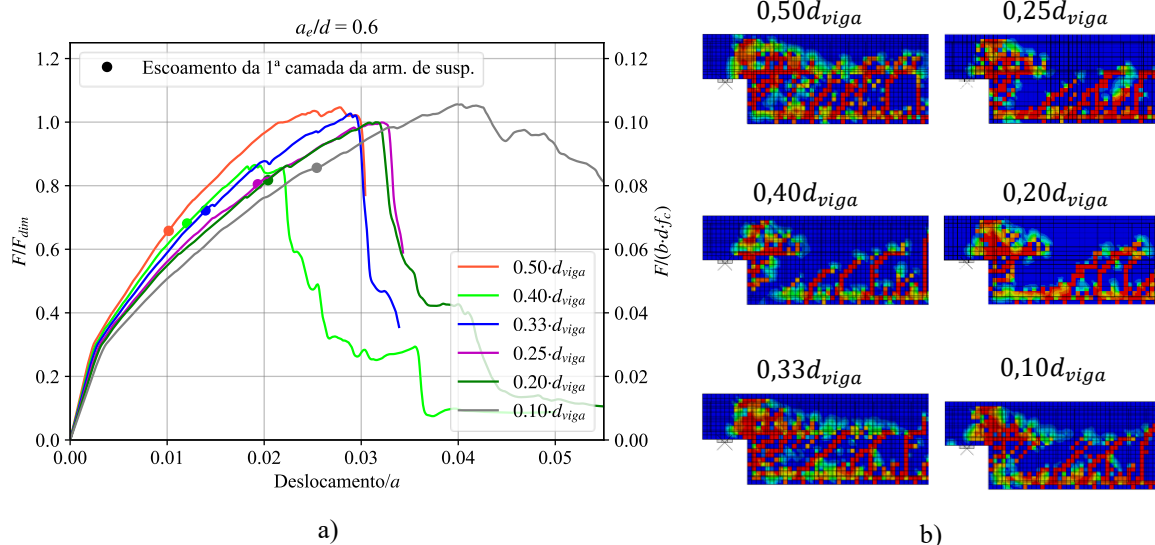 a_e/d = 0.6
Escoamento da 1ª camada da arm. de susp.
F/F_dim
1.2
1.0
0.8
0.6
0.4
0.2
0.0
0.12
0.10
0.08
0.06
0.04
0.02
0.00
F/(b·d·f_c)
0.50·d_viga
0.40·d_viga
0.33·d_viga
0.25·d_viga
0.20·d_viga
0.10·d_viga
0.00 0.01 0.02 0.03 0.04 0.05
Deslocamento/a
a)
0,50d_viga 0,25d_viga
0,40d_viga 0,20d_viga
0,33d_viga 0,10d_viga
b)